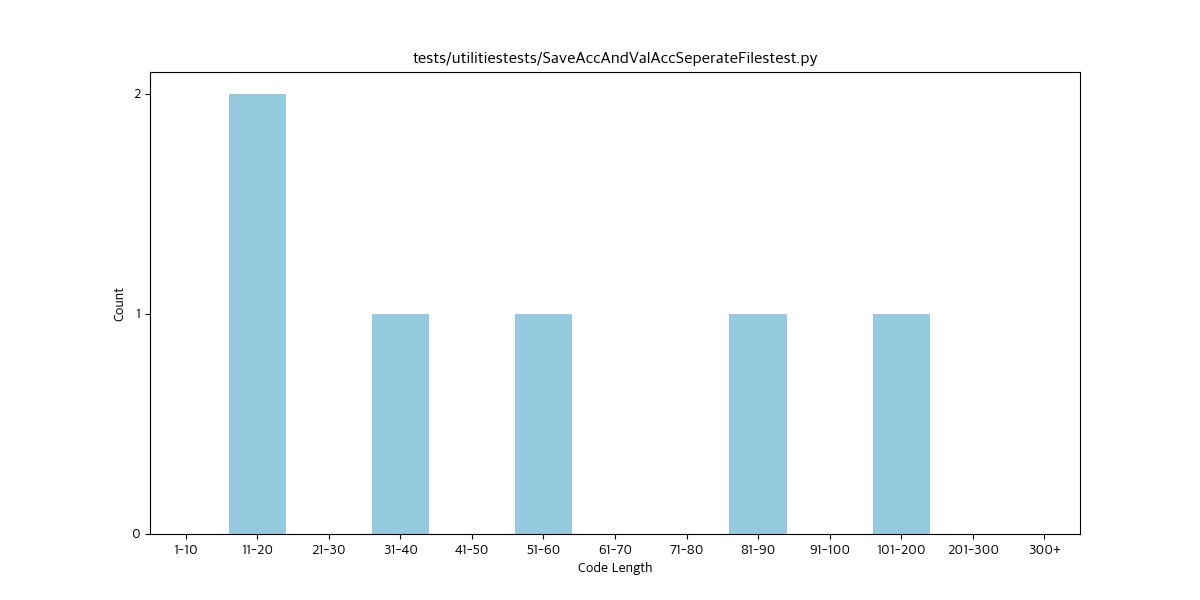 tests/utilitiestests/SaveAccAndValAccSeperateFilestest.py
2
1
0
Count
1-10 11-20 21-30 31-40 41-50 51-60 61-70 71-80 81-90 91-100 101-200 201-300 300+
Code Length